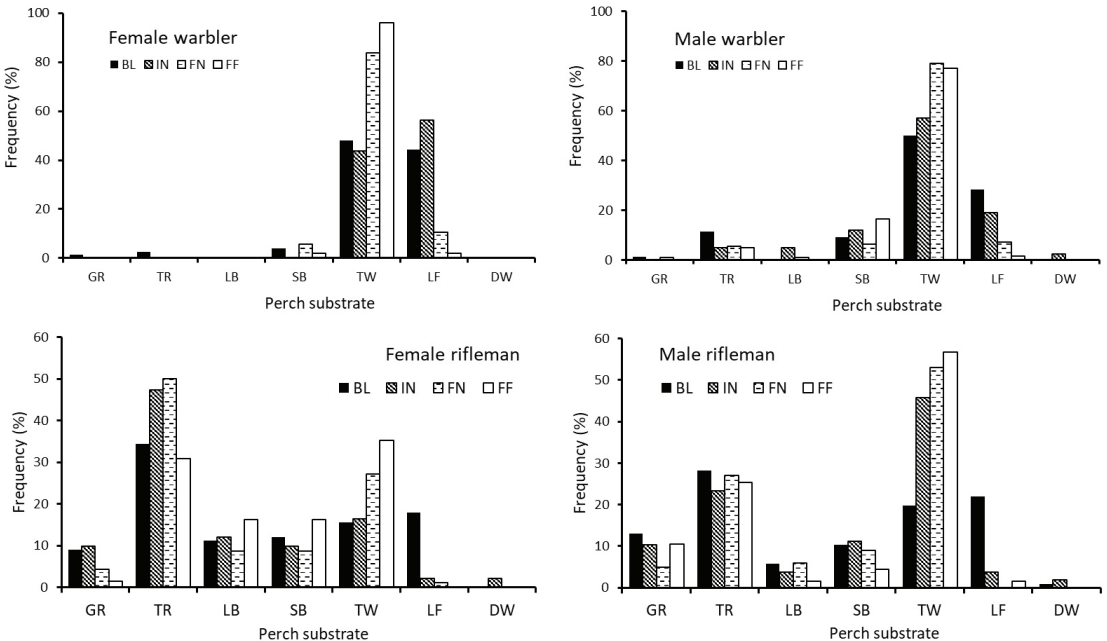 Female warbler
BL IN FN FF
Frequency (%)
100
80
60
40
20
0
GR TR LB SB TW LF DW
Perch substrate
Male warbler
BL IN FN FF
Frequency (%)
100
80
60
40
20
0
GR TR LB SB TW LF DW
Perch substrate
Female rifleman
BL IN FN FF
Frequency (%)
60
50
40
30
20
10
0
GR TR LB SB TW LF DW
Perch substrate
Male rifleman
BL IN FN FF
Frequency (%)
60
50
40
30
20
10
0
GR TR LB SB TW LF DW
Perch substrate